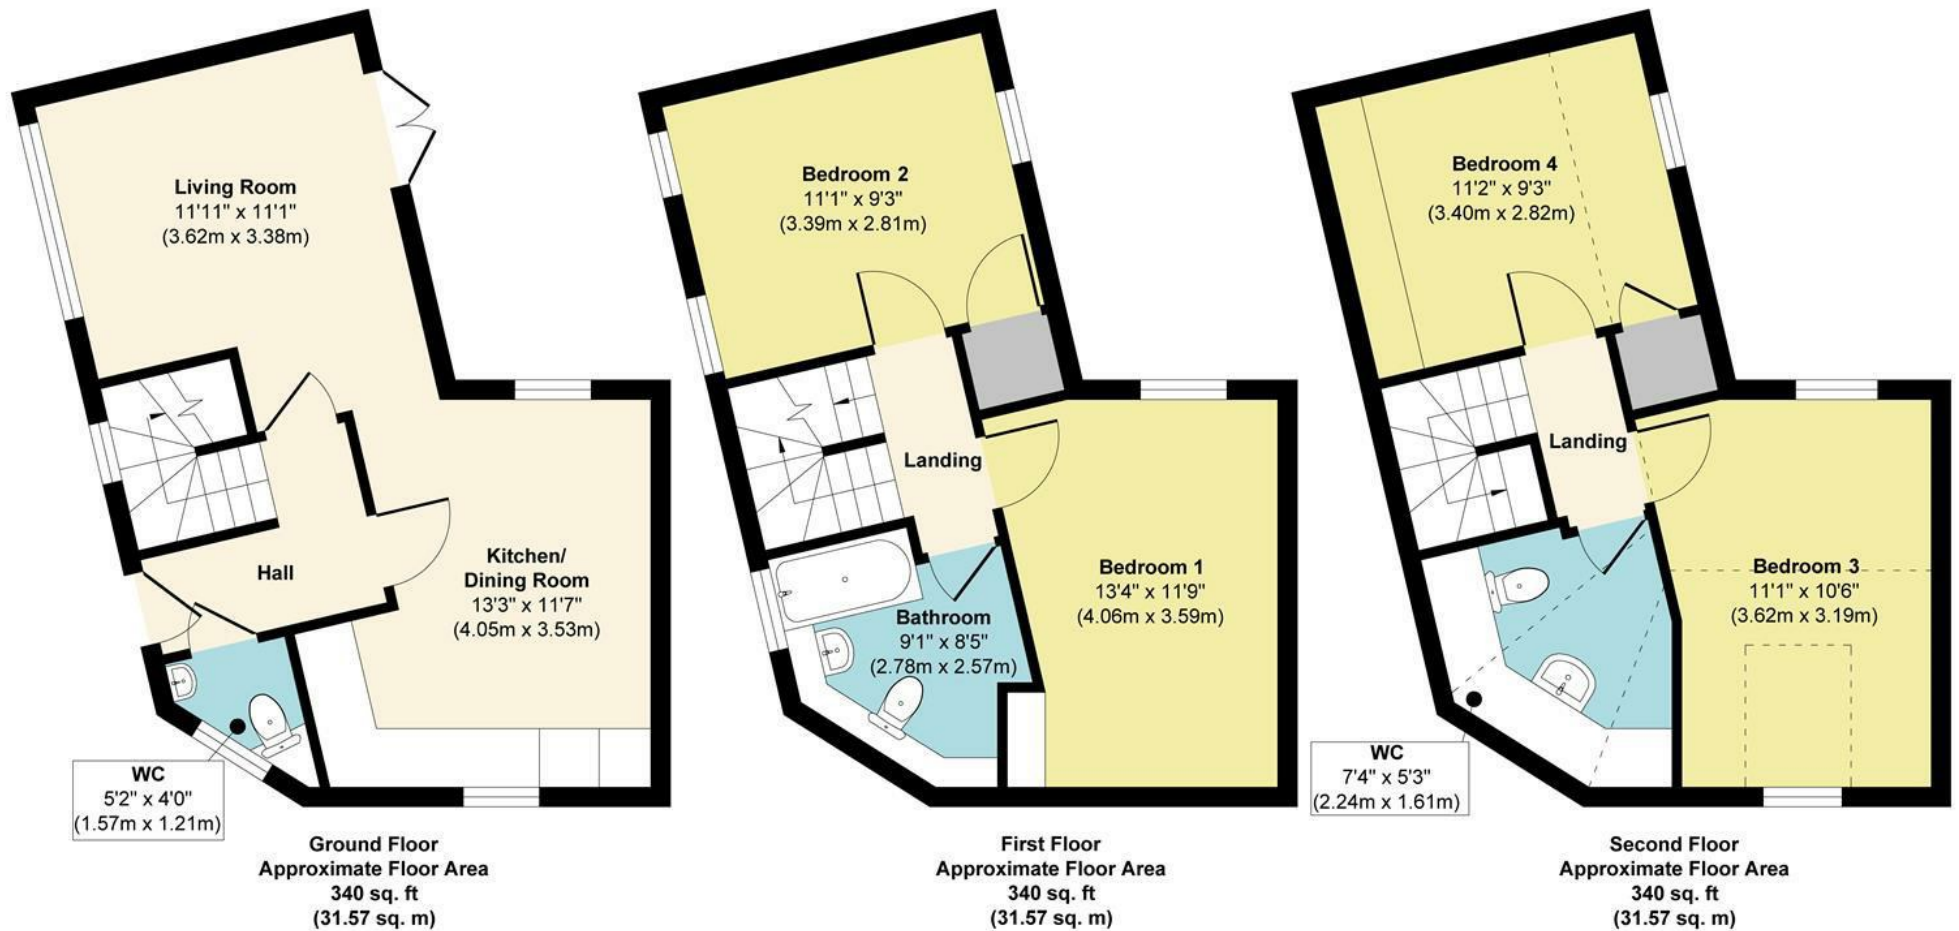 Living Room
11'11" x 11'1"
(3.62m x 3.38m)
Hall
Kitchen/
Dining Room
13'3" x 11'7"
(4.05m x 3.53m)
WC
5'2" x 4'0"
(1.57m x 1.21m)
Ground Floor
Approximate Floor Area
340 sq. ft
(31.57 sq. m)
Bedroom 2
11'1" x 9'3"
(3.39m x 2.81m)
Landing
Bedroom 1
13'4" x 11'9"
(4.06m x 3.59m)
Bathroom
9'1" x 8'5"
(2.78m x 2.57m)
First Floor
Approximate Floor Area
340 sq. ft
(31.57 sq. m)
Bedroom 4
11'2" x 9'3"
(3.40m x 2.82m)
Landing
Bedroom 3
11'1" x 10'6"
(3.62m x 3.19m)
WC
7'4" x 5'3"
(2.24m x 1.61m)
Second Floor
Approximate Floor Area
340 sq. ft
(31.57 sq. m)